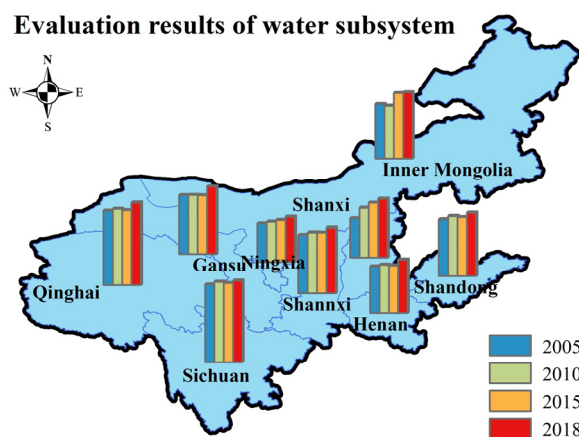 Evaluation results of water subsystem
N
W E
S
Inner Mongolia
Shanxi
Gansu
Ningxia
Qinghai
Shannxi
Shandong
Henan
Sichuan
2005
2010
2015
2018